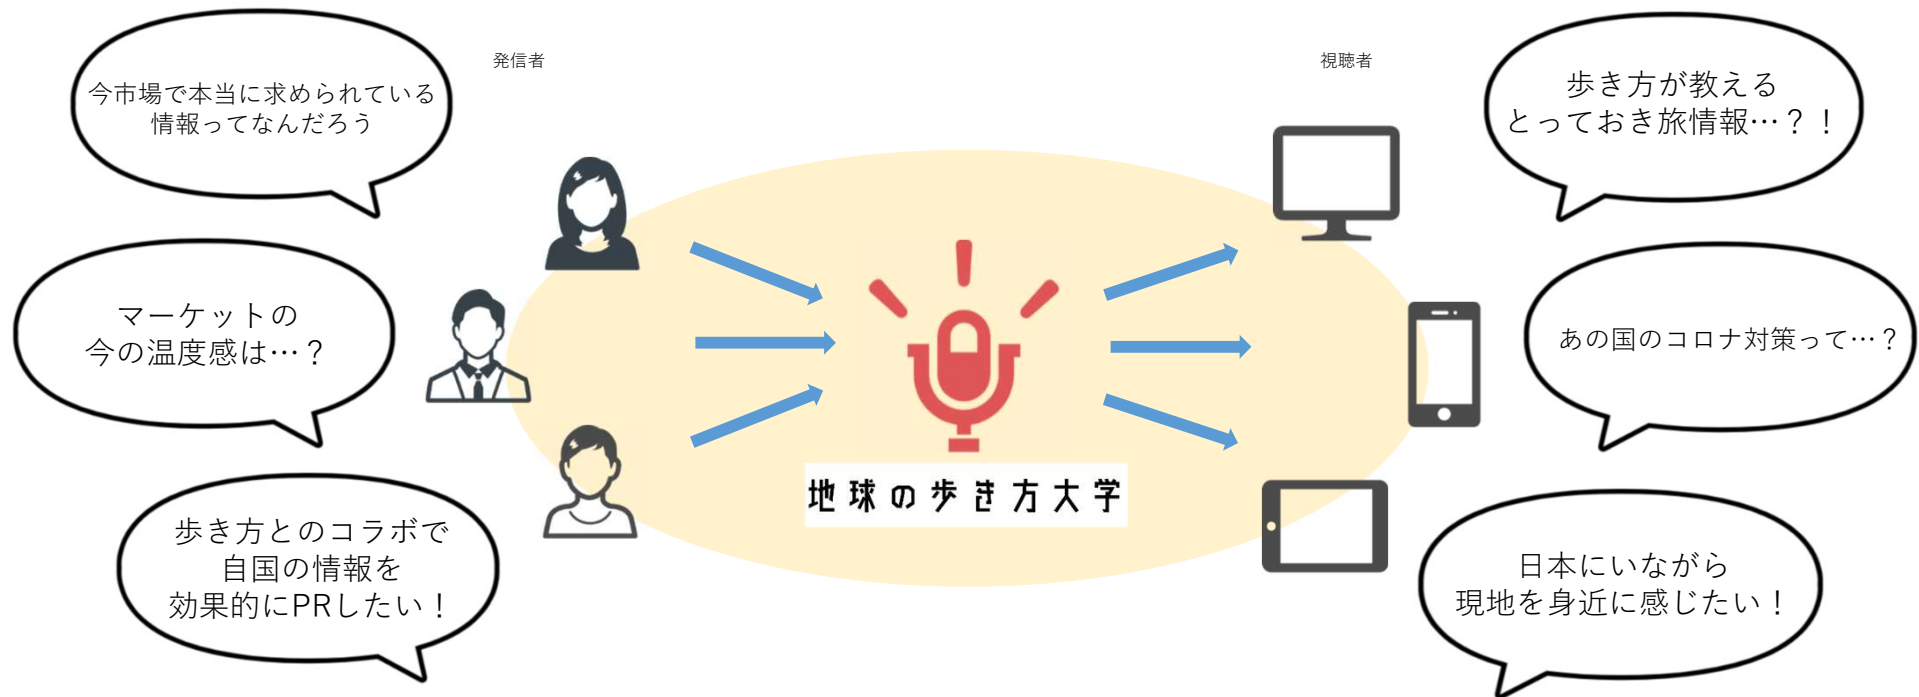 発信者
視聴者
今市場で本当に求められている
情報ってなんだろう
マーケットの
今の温度感は…？
歩き方とのコラボで
自国の情報を
効果的にPRしたい！
地球の歩き方大学
歩き方が教える
とっておき旅情報…？！
あの国のコロナ対策って…？
日本にいながら
現地を身近に感じたい！